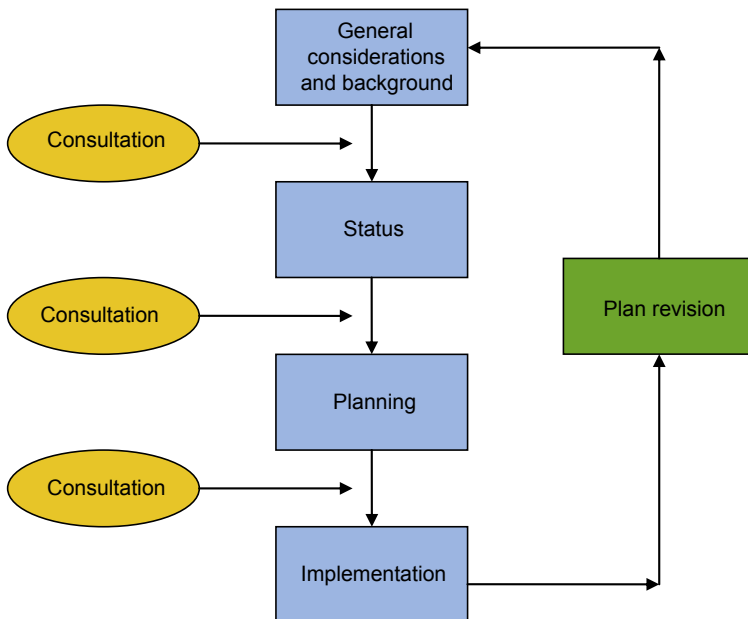 General
considerations
and background
Consultation
Status
Consultation
Plan revision
Planning
Consultation
Implementation